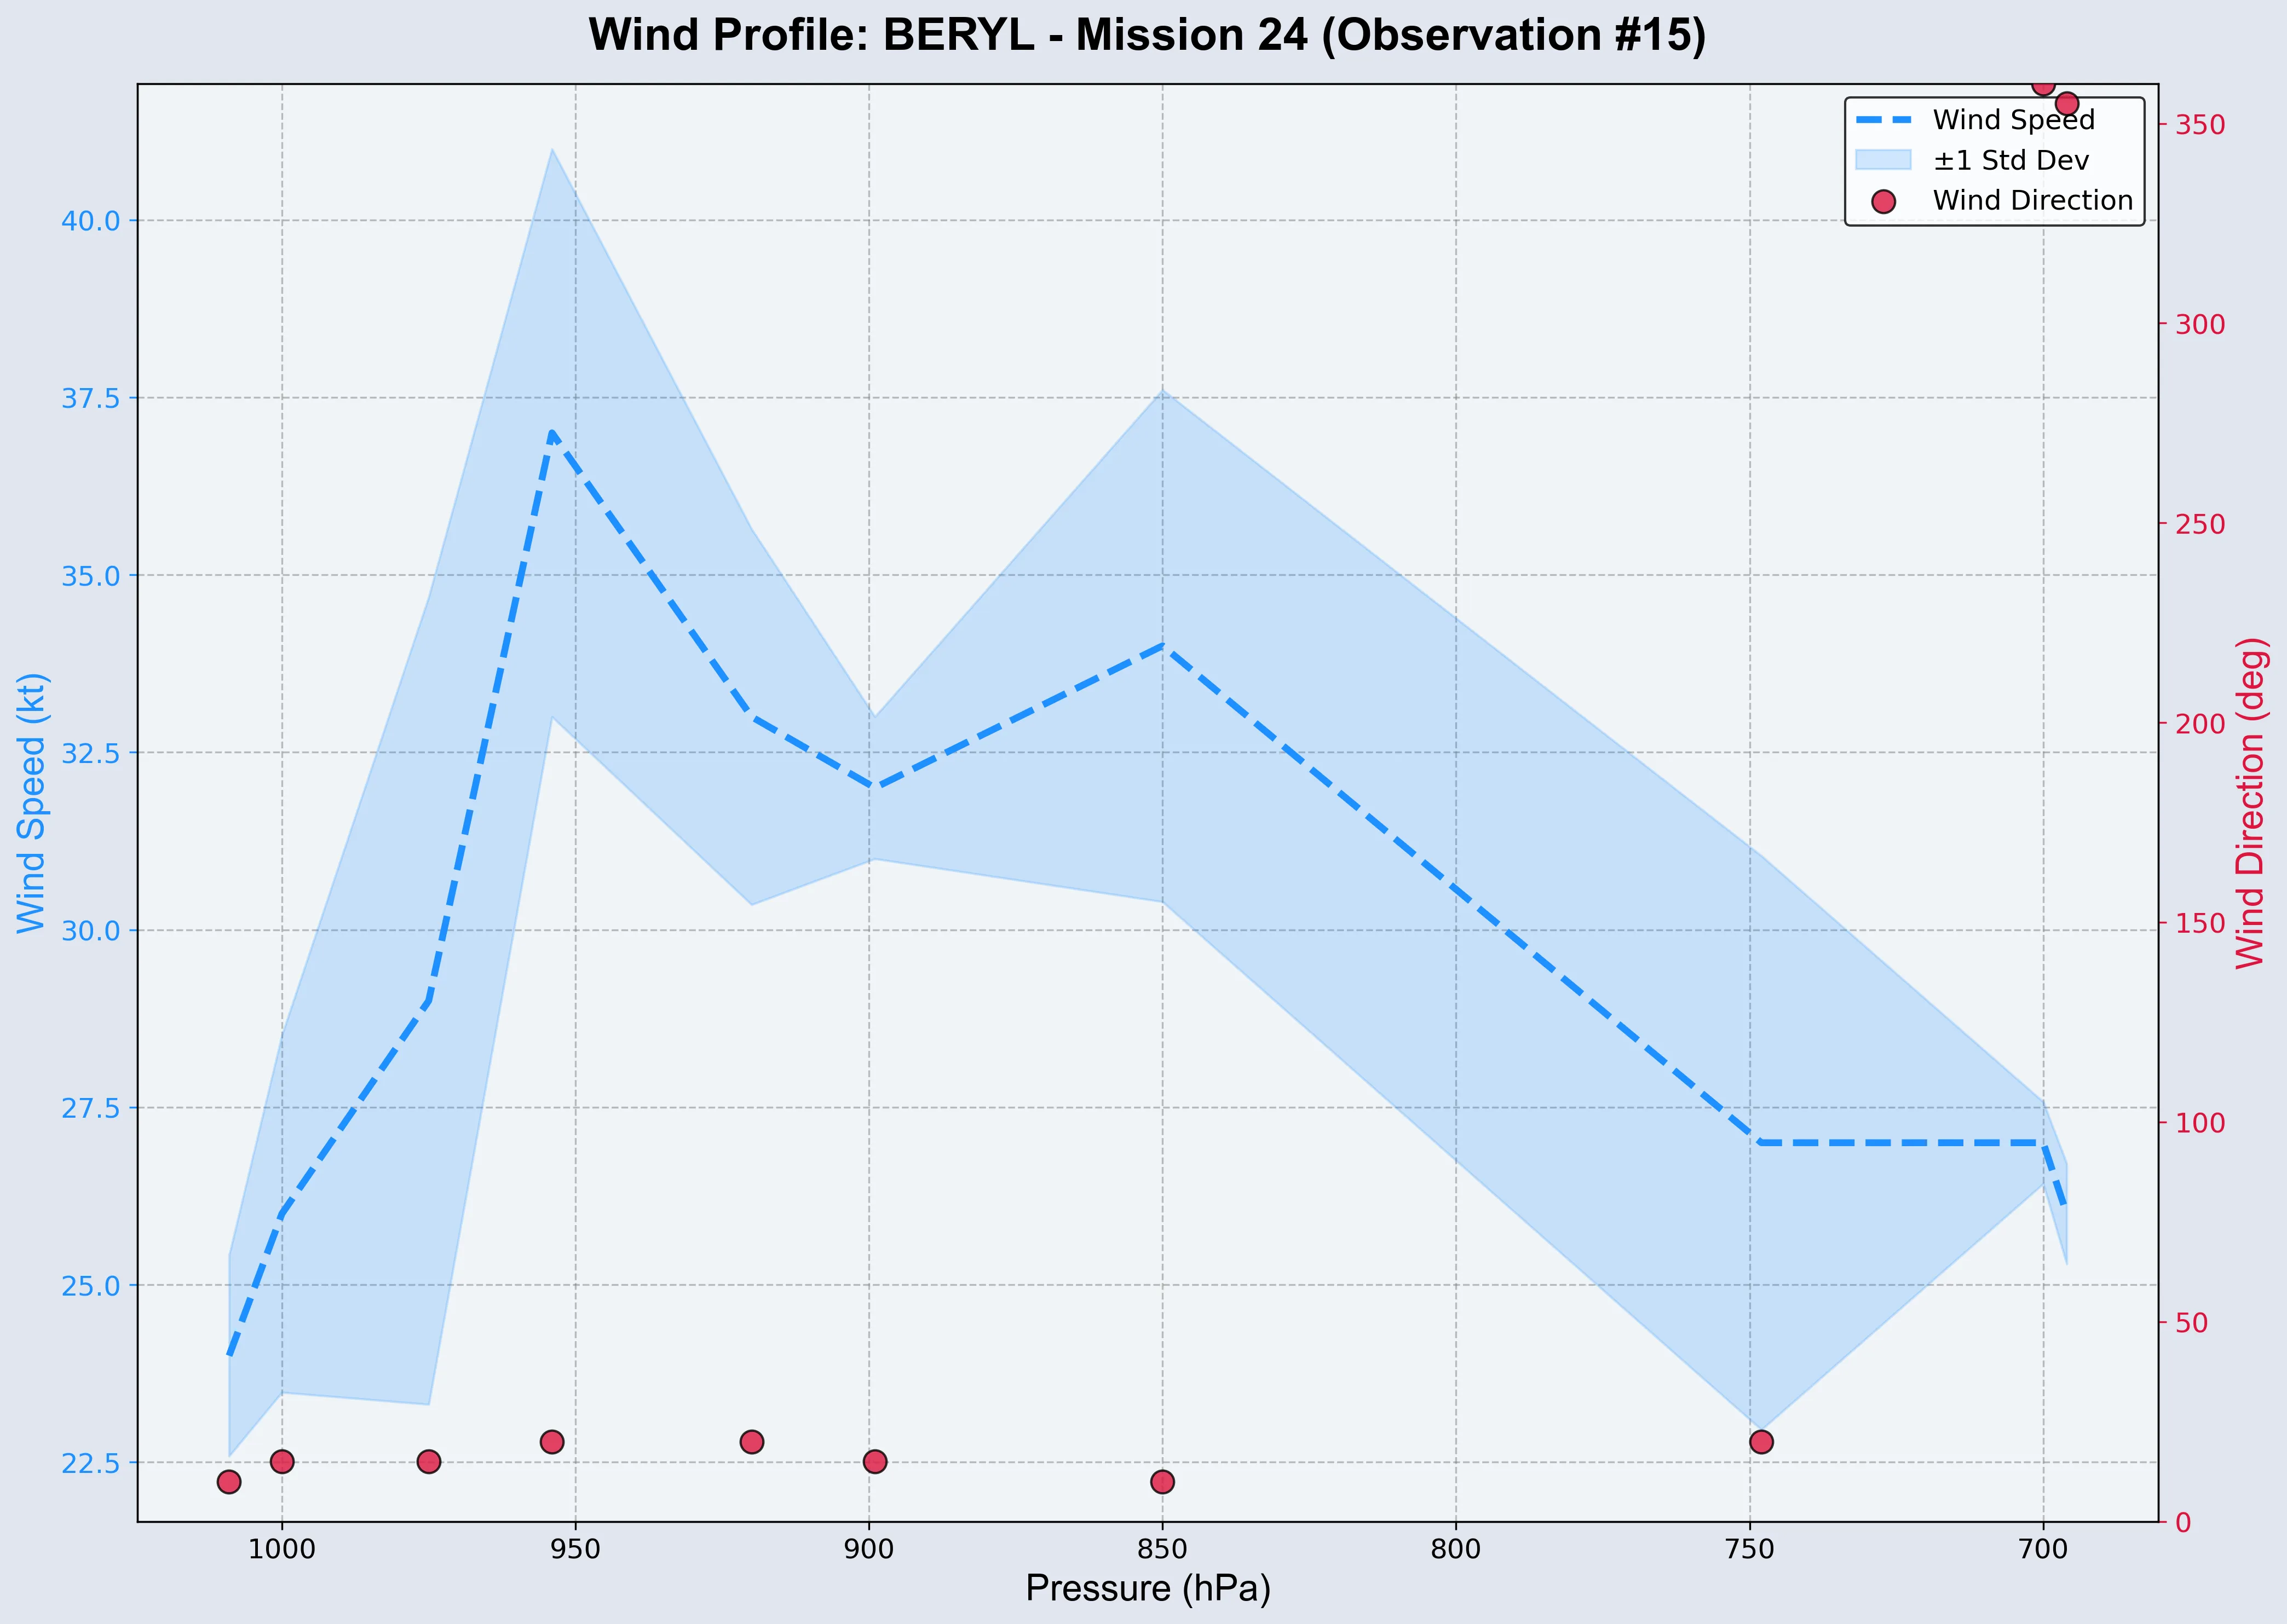 Wind Profile: BERYL - Mission 24 (Observation #15)
Wind Speed
±1 Std Dev
Wind Direction
40.0
37.5
35.0
32.5
30.0
27.5
25.0
22.5
Wind Speed (kt)
350
300
250
200
150
100
50
0
Wind Direction (deg)
1000 950 900 850 800 750 700
Pressure (hPa)